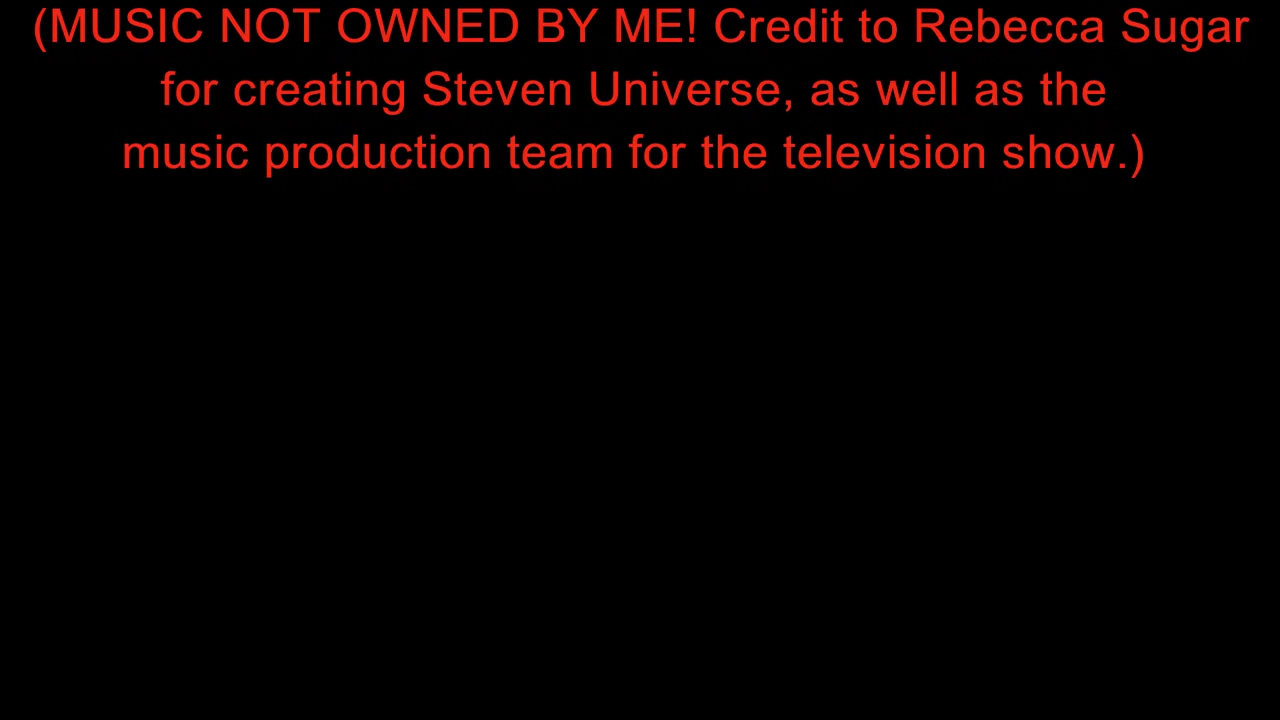 (MUSIC NOT OWNED BY ME! Credit to Rebecca Sugar
for creating Steven Universe, as well as the
music production team for the television show.)